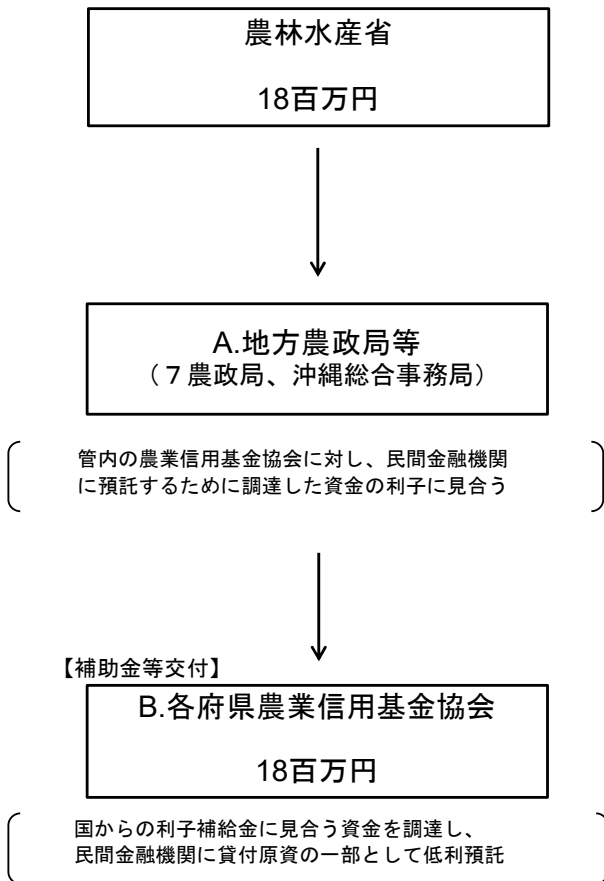 農林水産省
18百万円
A.地方農政局等
（７農政局、沖縄総合事務局）
管内の農業信用基金協会に対し、民間金融機関
に預託するために調達した資金の利子に見合う
【補助金等交付】
B.各府県農業信用基金協会
18百万円
国からの利子補給金に見合う資金を調達し、
民間金融機関に貸付原資の一部として低利預託